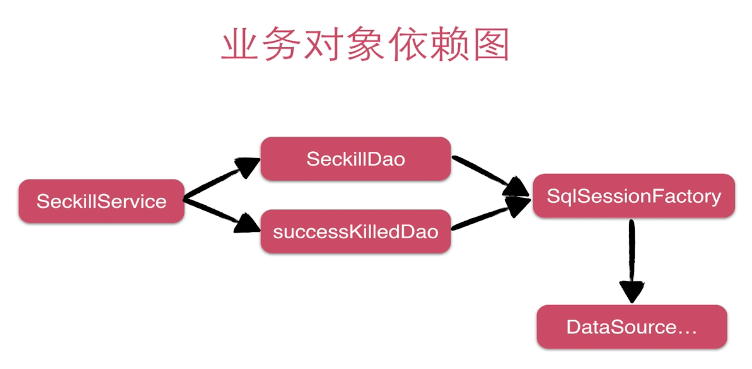 业务对象依赖图
SeckillDao
SeckillService
SqlSessionFactory
successKilledDao
DataSource…